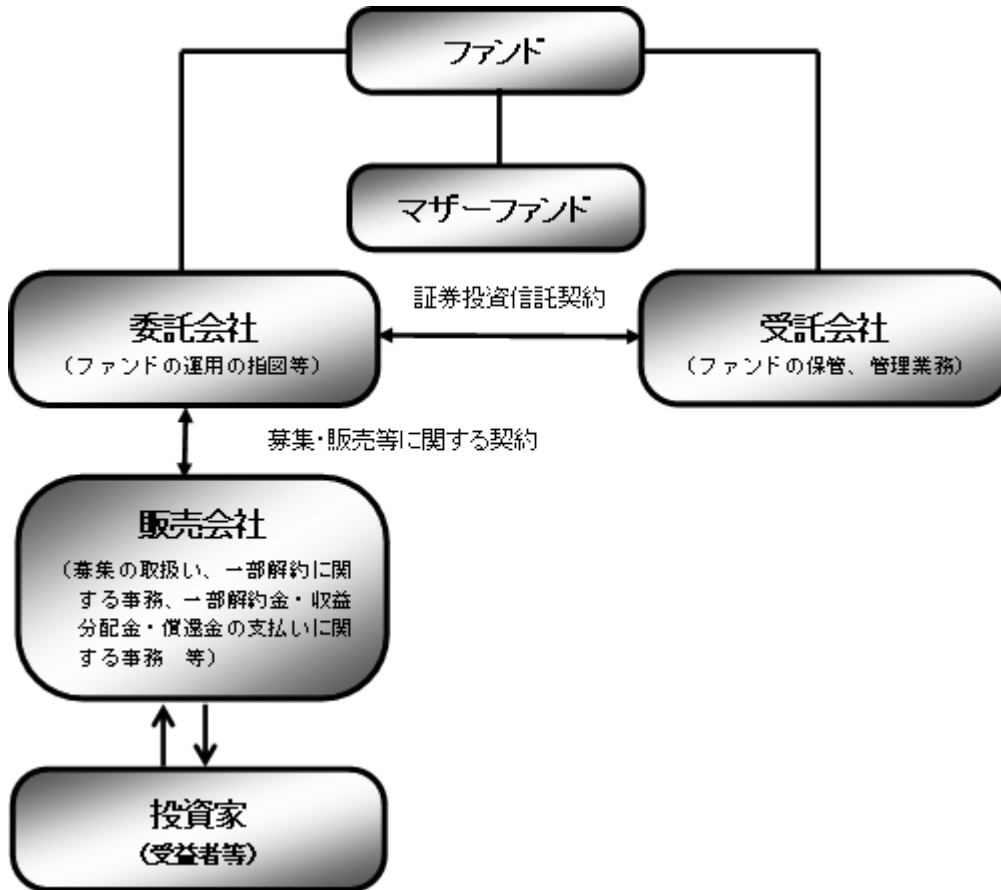 ファンド
マザーファンド
証券投資信託契約
委託会社
（ファンドの運用の指図等）
受託会社
（ファンドの保管、管理業務）
募集・販売等に関する契約
販売会社
（募集の取扱い、一部解約に関
する事務、一部解約金・収益
分配金・償還金の支払いに関
する事務　等）
投資家
（受益者等）